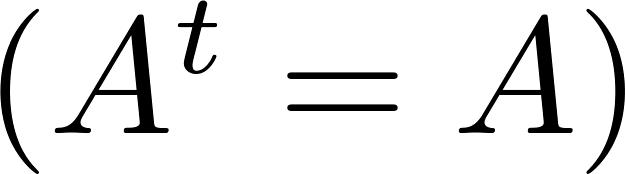 (A^t = A)